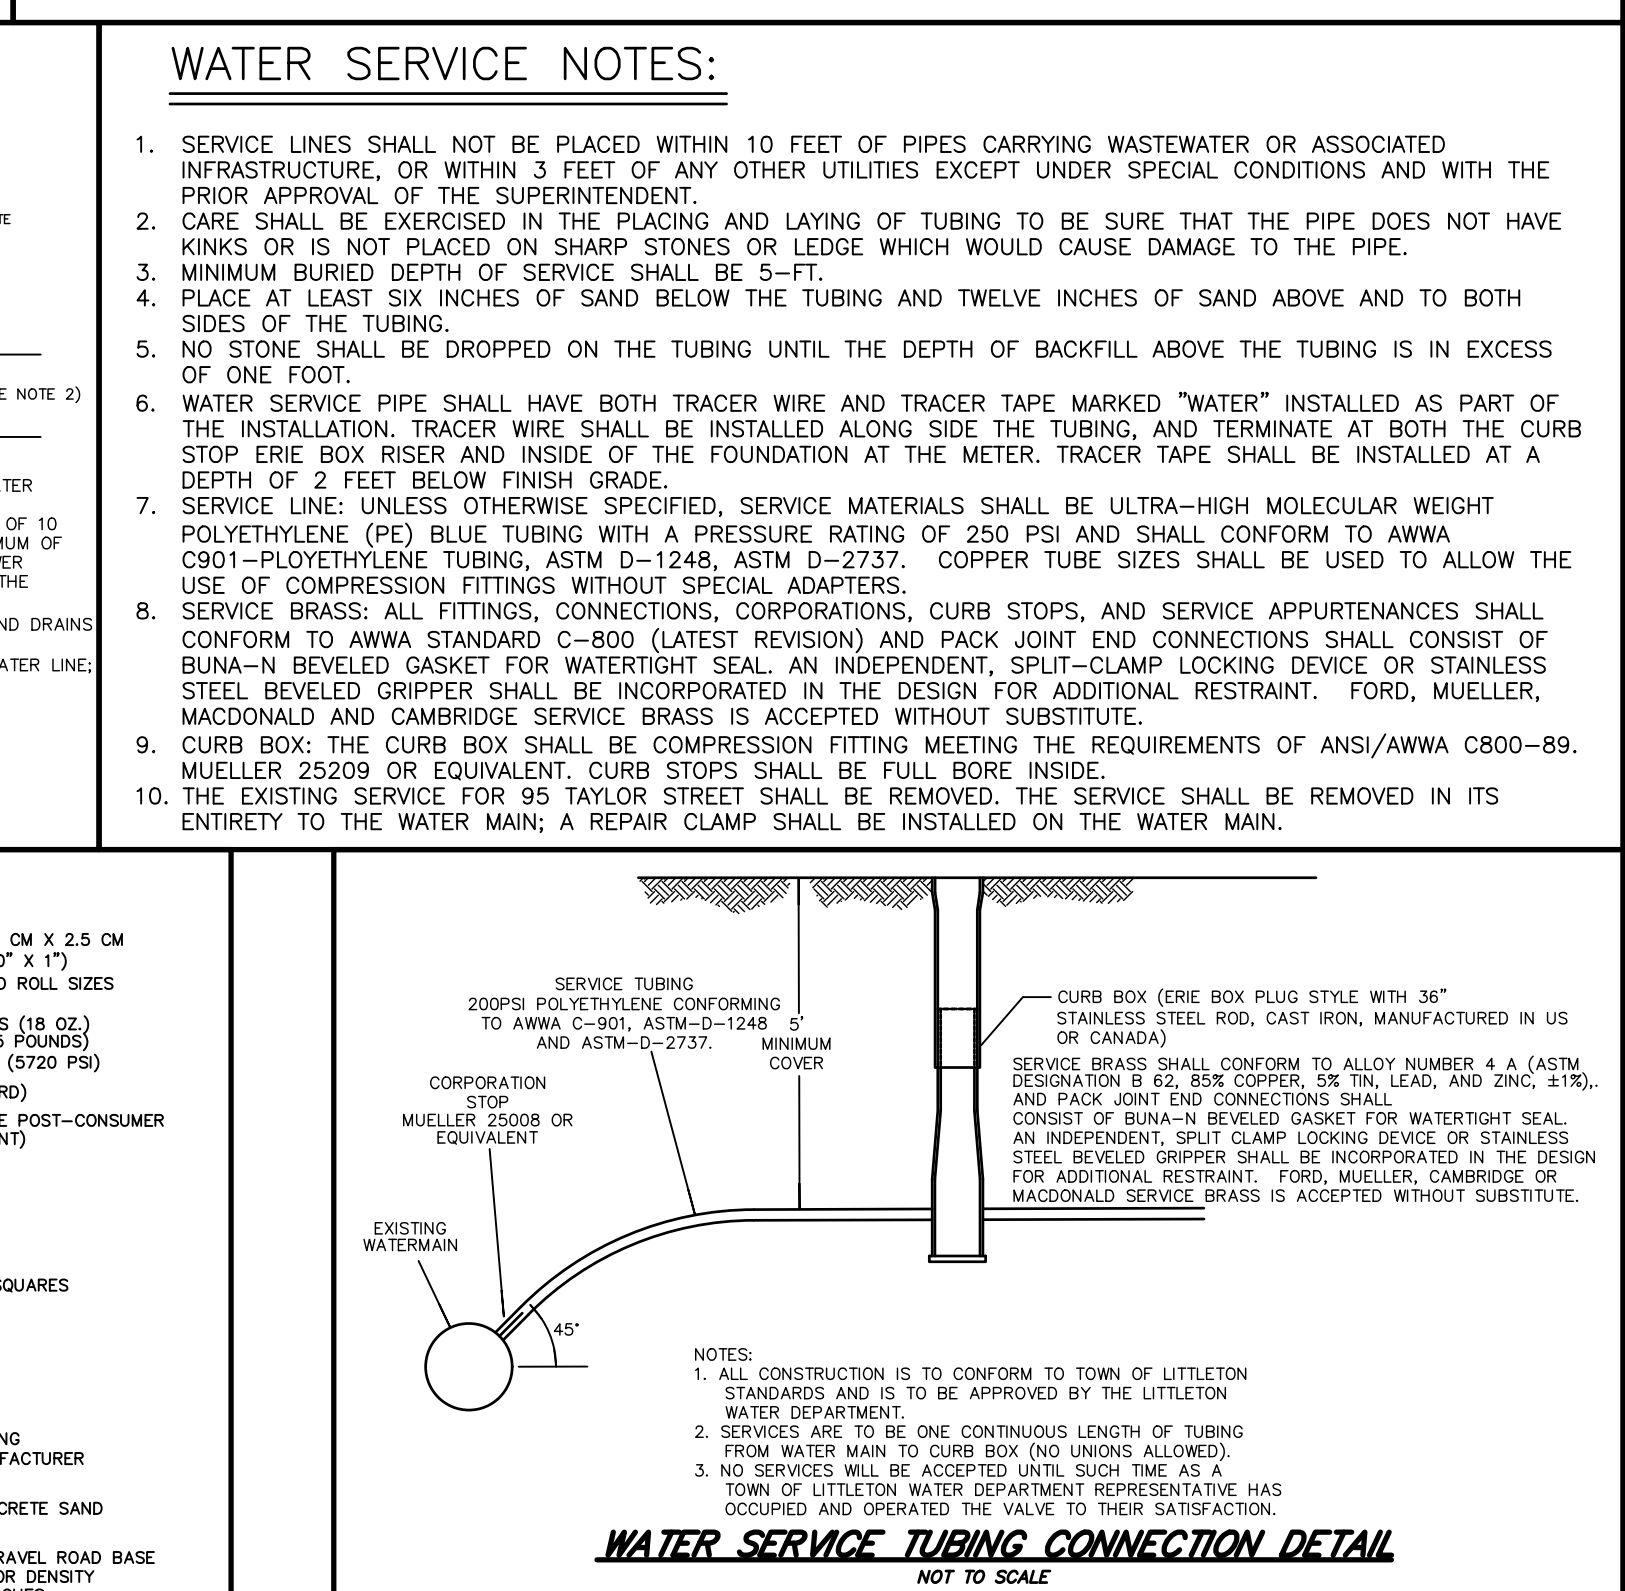 WATER SERVICE NOTES:
1. SERVICE LINES SHALL NOT BE PLACED WITHIN 10 FEET OF PIPES CARRYING WASTEWATER OR ASSOCIATED
INFRASTRUCTURE, OR WITHIN 3 FEET OF ANY OTHER UTILITIES EXCEPT UNDER SPECIAL CONDITIONS AND WITH THE
PRIOR APPROVAL OF THE SUPERINTENDENT.
2. CARE SHALL BE EXERCISED IN THE PLACING AND LAYING OF TUBING TO BE SURE THAT THE PIPE DOES NOT HAVE
KINKS OR IS NOT PLACED ON SHARP STONES OR LEDGE WHICH WOULD CAUSE DAMAGE TO THE PIPE.
3. MINIMUM BURIED DEPTH OF SERVICE SHALL BE 5-FT.
4. PLACE AT LEAST SIX INCHES OF SAND BELOW THE TUBING AND TWELVE INCHES OF SAND ABOVE AND TO BOTH
SIDES OF THE TUBING.
5. NO STONE SHALL BE DROPPED ON THE TUBING UNTIL THE DEPTH OF BACKFILL ABOVE THE TUBING IS IN EXCESS
OF ONE FOOT.
6. WATER SERVICE PIPE SHALL HAVE BOTH TRACER WIRE AND TRACER TAPE MARKED "WATER" INSTALLED AS PART OF
THE INSTALLATION. TRACER WIRE SHALL BE INSTALLED ALONG SIDE THE TUBING, AND TERMINATE AT BOTH THE CURB
STOP ERIE BOX RISER AND INSIDE OF THE FOUNDATION AT THE METER. TRACER TAPE SHALL BE INSTALLED AT A
DEPTH OF 2 FEET BELOW FINISH GRADE.
7. SERVICE LINE: UNLESS OTHERWISE SPECIFIED, SERVICE MATERIALS SHALL BE ULTRA-HIGH MOLECULAR WEIGHT
POLYETHYLENE (PE) BLUE TUBING WITH A PRESSURE RATING OF 250 PSI AND SHALL CONFORM TO AWWA
C901-PLOYETHYLENE TUBING, ASTM D-1248, ASTM D-2737. COPPER TUBE SIZES SHALL BE USED TO ALLOW THE
USE OF COMPRESSION FITTINGS WITHOUT SPECIAL ADAPTERS.
8. SERVICE BRASS: ALL FITTINGS, CONNECTIONS, CORPORATIONS, CURB STOPS, AND SERVICE APPURTENANCES SHALL
CONFORM TO AWWA STANDARD C-800 (LATEST REVISION) AND PACK JOINT END CONNECTIONS SHALL CONSIST OF
BUNA-N BEVELED GASKET FOR WATERTIGHT SEAL. AN INDEPENDENT, SPLIT-CLAMP LOCKING DEVICE OR STAINLESS
STEEL BEVELED GRIPPER SHALL BE INCORPORATED IN THE DESIGN FOR ADDITIONAL RESTRAINT. FORD, MUELLER,
MACDONALD AND CAMBRIDGE SERVICE BRASS IS ACCEPTED WITHOUT SUBSTITUTE.
9. CURB BOX: THE CURB BOX SHALL BE COMPRESSION FITTING MEETING THE REQUIREMENTS OF ANSI/AWWA C800-89.
MUELLER 25209 OR EQUIVALENT. CURB STOPS SHALL BE FULL BORE INSIDE.
10. THE EXISTING SERVICE FOR 95 TAYLOR STREET SHALL BE REMOVED. THE SERVICE SHALL BE REMOVED IN ITS
ENTIRETY TO THE WATER MAIN; A REPAIR CLAMP SHALL BE INSTALLED ON THE WATER MAIN.
NOTE 2)
OF 10
OF
THE
DRAINS
LINE;
CM X 2.5 CM
X 1")
ROLL SIZES
(18 OZ.)
POUNDS)
(5720 PSI)
POST-CONSUMER
SQUARES
SAND
ROAD BASE
DENSITY
SERVICE TUBING
200PSI POLYETHYLENE CONFORMING
TO AWWA C-901, ASTM-D-1248
AND ASTM-D-2737.
5'
MINIMUM
COVER
CORPORATION
STOP
MUELLER 25008 OR
EQUIVALENT
EXISTING
WATERMAIN
45°
CURB BOX (ERIE BOX PLUG STYLE WITH 36"
STAINLESS STEEL ROD, CAST IRON, MANUFACTURED IN US
OR CANADA)
SERVICE BRASS SHALL CONFORM TO ALLOY NUMBER 4 A (ASTM
DESIGNATION B 62, 85% COPPER, 5% TIN, LEAD, AND ZINC, ±1%),.
AND PACK JOINT END CONNECTIONS SHALL
CONSIST OF BUNA-N BEVELED GASKET FOR WATERTIGHT SEAL.
AN INDEPENDENT, SPLIT CLAMP LOCKING DEVICE OR STAINLESS
STEEL BEVELED GRIPPER SHALL BE INCORPORATED IN THE DESIGN
FOR ADDITIONAL RESTRAINT. FORD, MUELLER, CAMBRIDGE OR
MACDONALD SERVICE BRASS IS ACCEPTED WITHOUT SUBSTITUTE.
NOTES:
1. ALL CONSTRUCTION IS TO CONFORM TO TOWN OF LITTLETON
STANDARDS AND IS TO BE APPROVED BY THE LITTLETON
WATER DEPARTMENT.
2. SERVICES ARE TO BE ONE CONTINUOUS LENGTH OF TUBING
FROM WATER MAIN TO CURB BOX (NO UNIONS ALLOWED).
3. NO SERVICES WILL BE ACCEPTED UNTIL SUCH TIME AS A
TOWN OF LITTLETON WATER DEPARTMENT REPRESENTATIVE HAS
OCCUPIED AND OPERATED THE VALVE TO THEIR SATISFACTION.
WATER SERVICE TUBING CONNECTION DETAIL
NOT TO SCALE